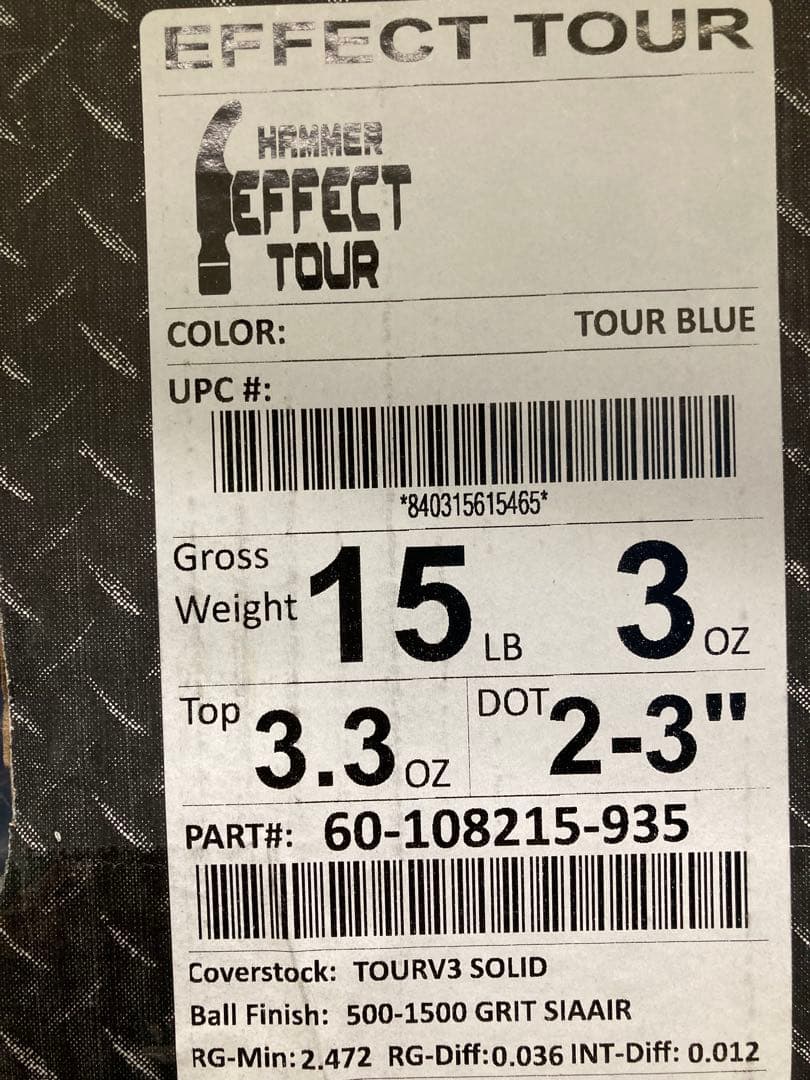 EFFECT TOUR
HAMMER
EFFECT
TOUR
COLOR: TOUR BLUE
UPC #:
*840315615465*
Gross Weight 15 LB 3 OZ
Top 3.3 OZ DOT 2-3"
PART#: 60-108215-935
Coverstock: TOURV3 SOLID
Ball Finish: 500-1500 GRIT SIAAIR
RG-Min: 2.472 RG-Diff: 0.036 INT-Diff: 0.012